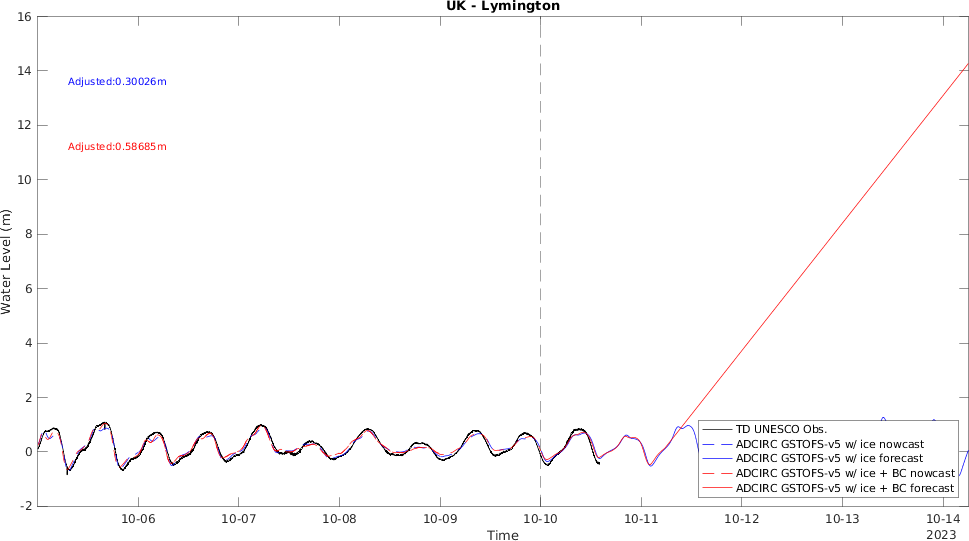 UK - Lymington
16
14
12
10
8
6
4
2
0
-2
Water Level (m)
Adjusted:0.30026m
Adjusted:0.58685m
TD UNESCO Obs.
ADCIRC GSTOFS-v5 w/ ice nowcast
ADCIRC GSTOFS-v5 w/ ice forecast
ADCIRC GSTOFS-v5 w/ ice + BC nowcast
ADCIRC GSTOFS-v5 w/ ice + BC forecast
10-06 10-07 10-08 10-09 10-10 10-11 10-12 10-13 10-14
Time
2023